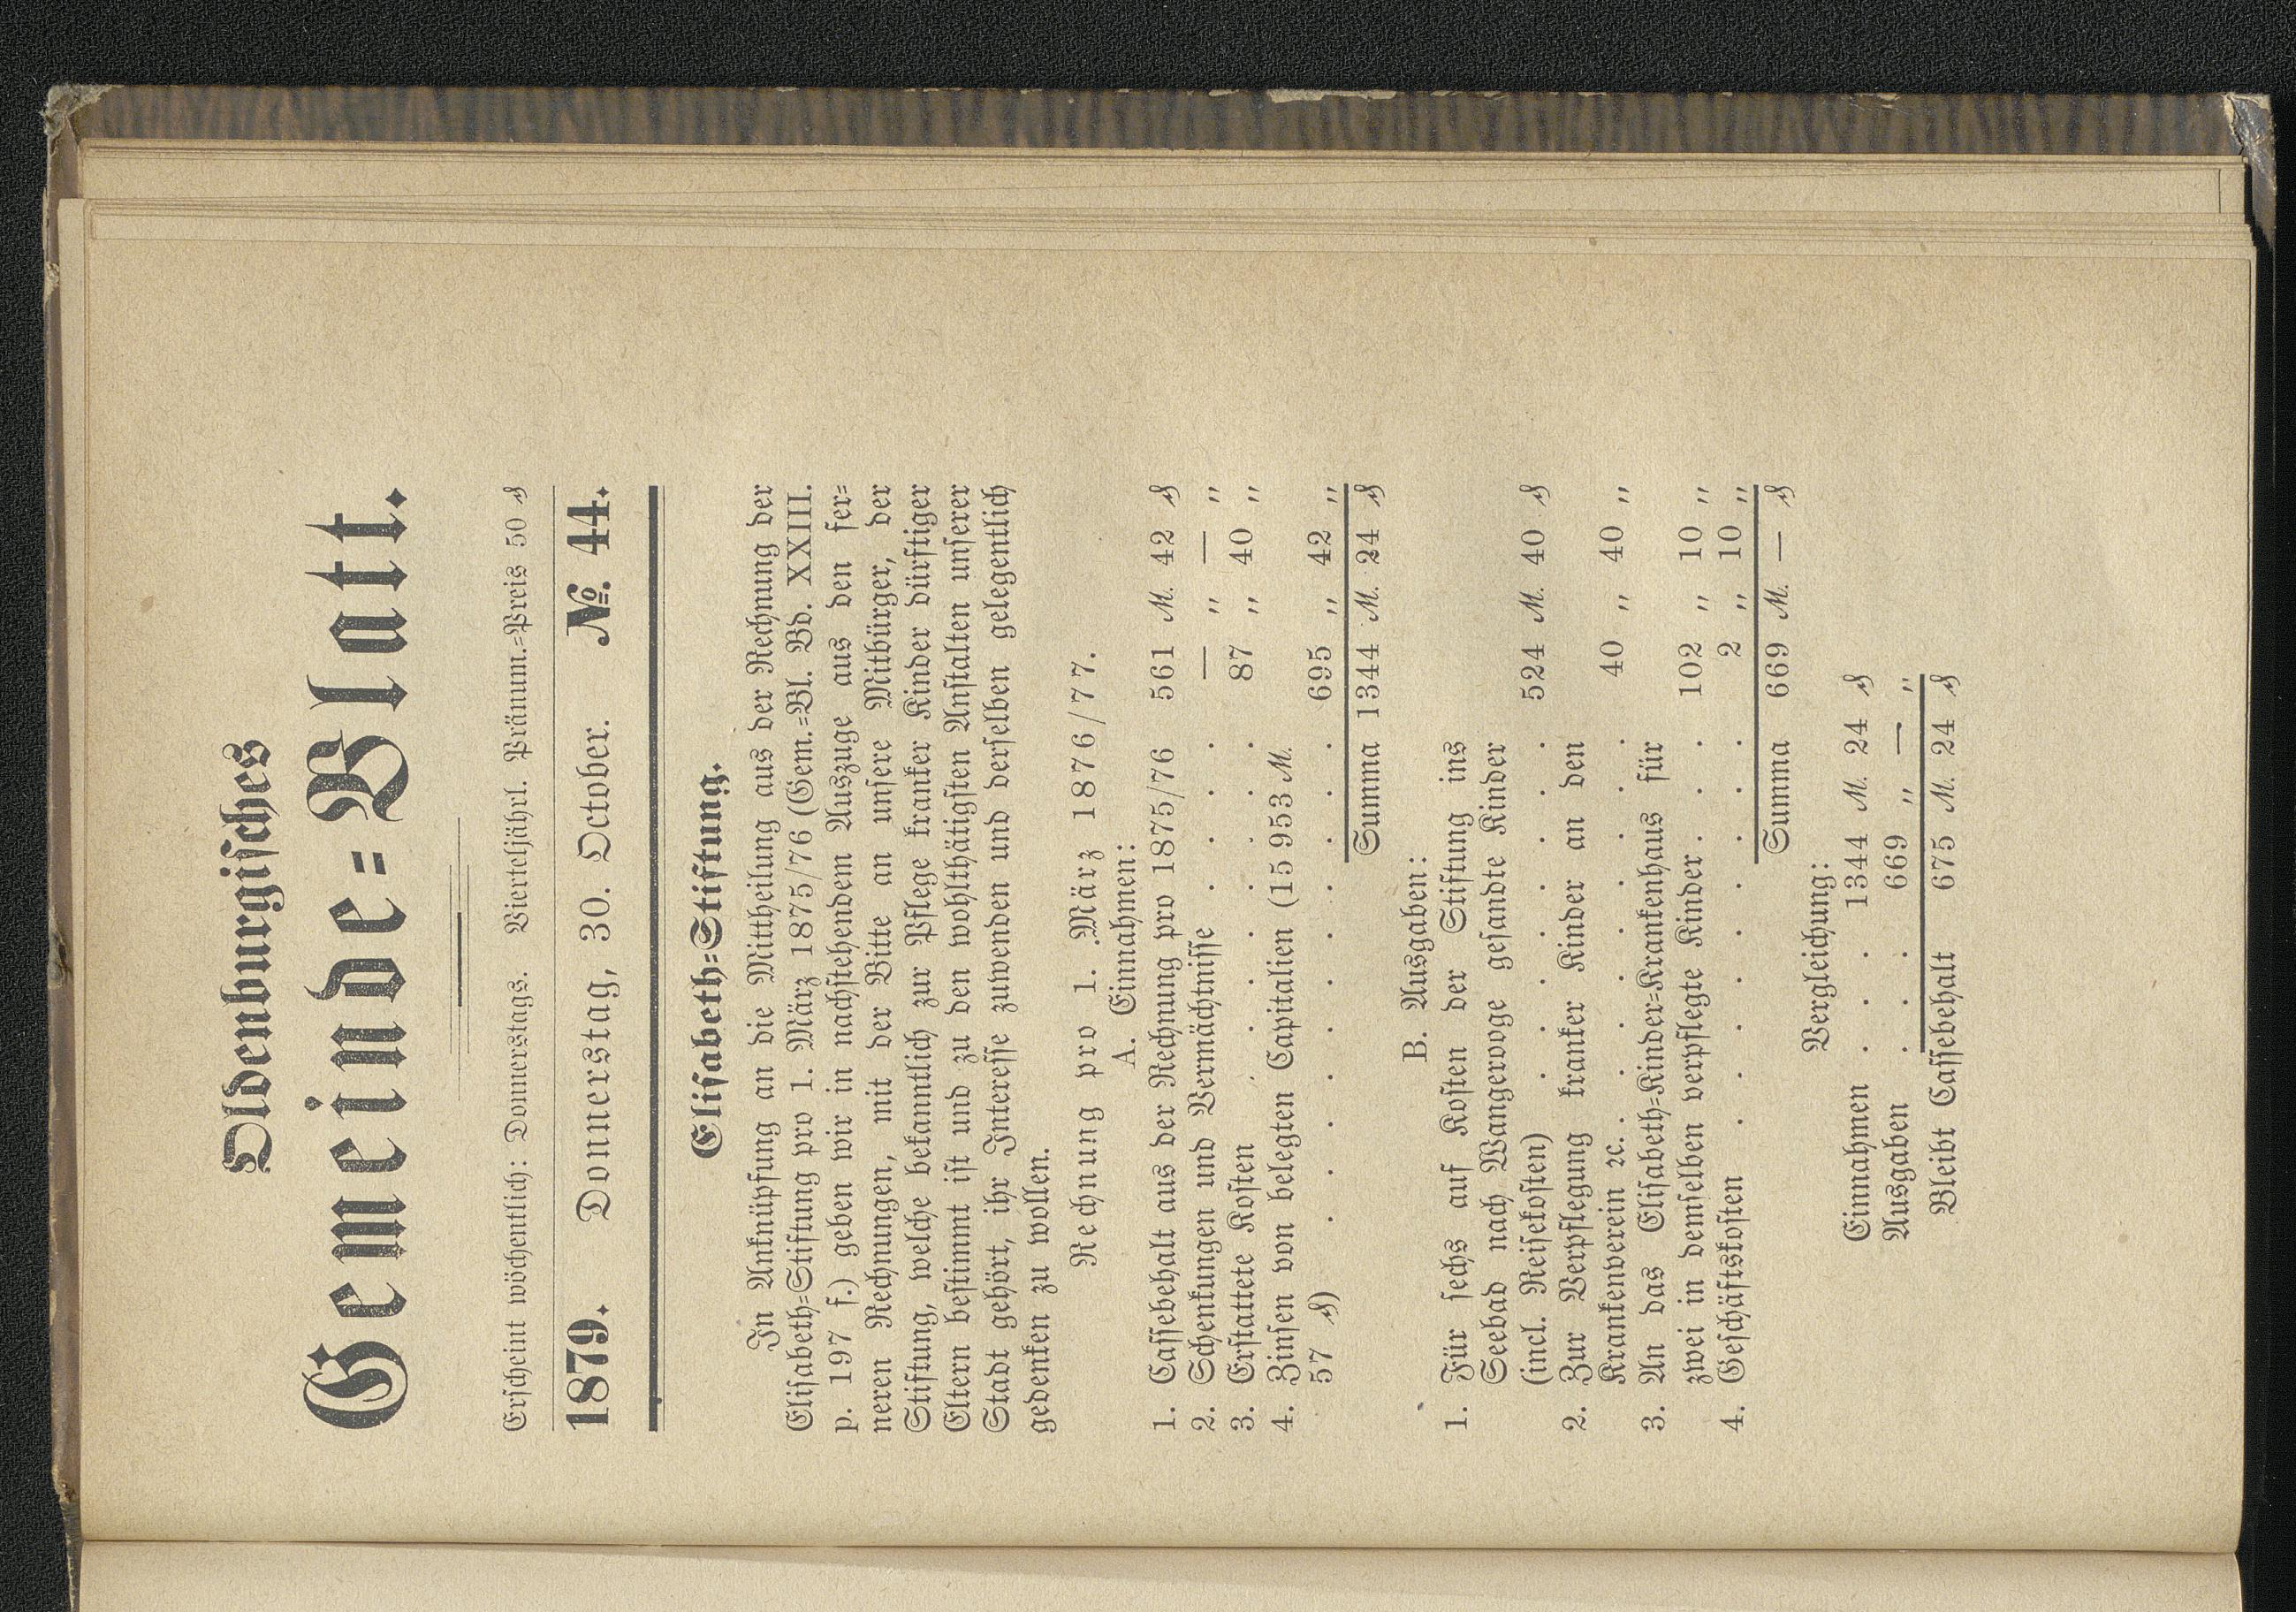 Oldenburgisches
Gemeinde-Blatt.
Erscheint wöchentlich: Donnerstags. Vierteljährl. Pränum.-Preis 50 ₰
1879. Donnerstag, 30. October. №. 44.
Elisabeth-Stiftung.
In Anknüpfung an die Mittheilung aus der Rechnung der
Elisabeth-Stiftung pro 1. März 1875/76 (Gem.-Bl. Bd. XXIII.
p. 197 f.) geben wir in nachstehendem Auszuge aus den fer-
neren Rechnungen, mit der Bitte an unsere Mitbürger, der
Stiftung, welche bekanntlich zur Pflege kranker Kinder dürftiger
Eltern bestimmt ist und zu den wohlthätigsten Anstalten unserer
Stadt gehört, ihr Interesse zuwenden und derselben gelegentlich
gedenken zu wollen.
Rechnung pro 1. März 1876/77.
A. Einnahmen:
1. Cassebehalt aus der Rechnung pro 1875/76 561 M. 42 ₰
2. Schenkungen und Vermächtnisse . . . . — „ — „
3. Erstattete Kosten . . . . . . 87 „ 40 „
4. Zinsen von belegten Capitalien (15 953 M.
57 ₰) . . . . . . . . . . 695 „ 42 „
Summa 1344 M. 24 ₰
B. Ausgaben:
1. Für sechs auf Kosten der Stiftung ins
Seebad nach Wangerooge gesandte Kinder
(incl. Reisekosten) . . . . . . . 524 M. 40 ₰
2. Zur Verpflegung kranker Kinder an den
Krankenverein ꝛc. . . . . . . . . 40 „ 40 „
3. An das Elisabeth-Kinder-Krankenhaus für
zwei in demselben verpflegte Kinder . . . 102 „ 10 „
4. Geschäftskosten . . . . . . . . 2 „ 10 „
Summa 669 M. — ₰
Vergleichung:
Einnahmen . . . 1344 M. 24 ₰
Ausgaben . . . 669 „ — „
Bleibt Cassebehalt 675 M. 24 ₰